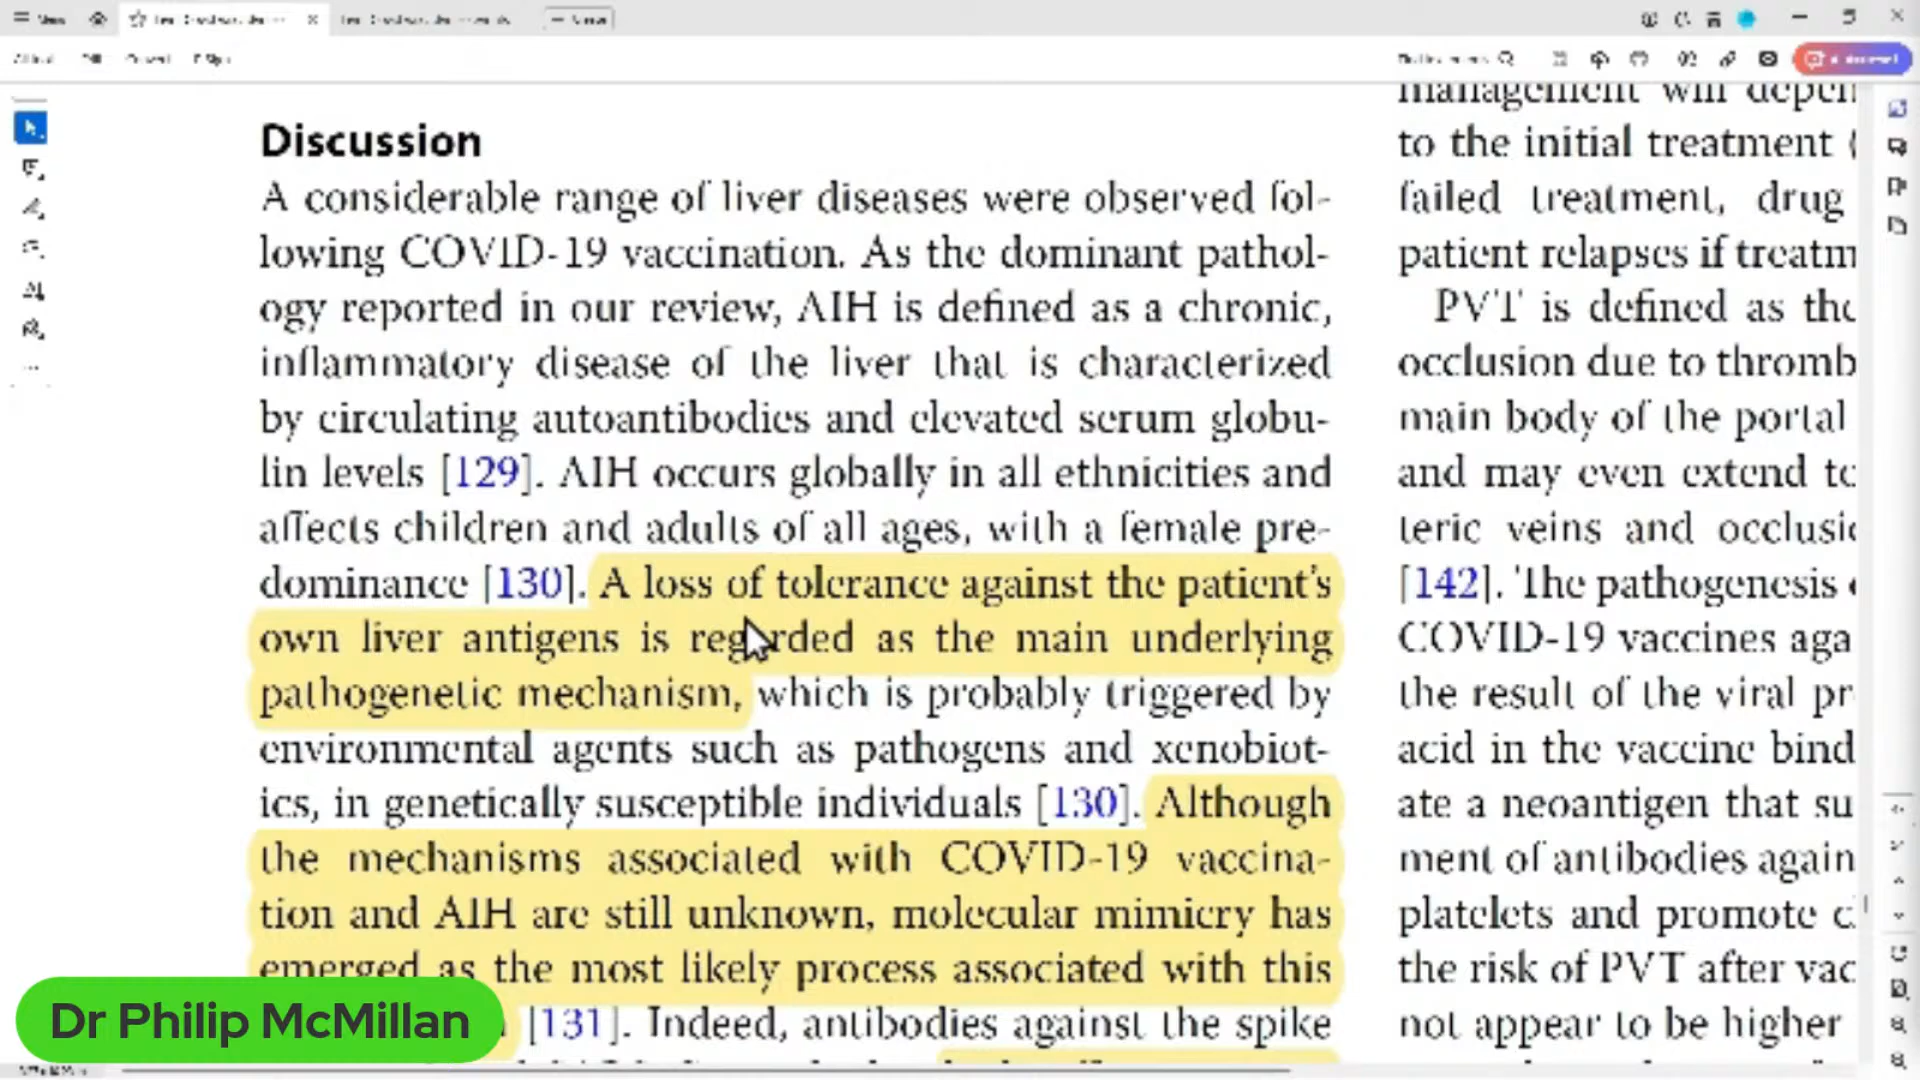 Discussion
A considerable range of liver diseases were observed fol-
lowing COVID-19 vaccination. As the dominant pathol-
ogy reported in our review, AIH is defined as a chronic,
inflammatory disease of the liver that is characterized
by circulating autoantibodies and elevated serum globu-
lin levels [129]. AIH occurs globally in all ethnicities and
affects children and adults of all ages, with a female pre-
dominance [130]. A loss of tolerance against the patient's
own liver antigens is regarded as the main underlying
pathogenetic mechanism, which is probably triggered by
environmental agents such as pathogens and xenobiot-
ics, in genetically susceptible individuals [130]. Although
the mechanisms associated with COVID-19 vaccina-
tion and AIH are still unknown, molecular mimicry has
emerged as the most likely process associated with this
[131]. Indeed, antibodies against the spike
management will depen
to the initial treatment (
failed treatment, drug
patient relapses if treatm
PVT is defined as the
occlusion due to thromb
main body of the portal
and may even extend to
teric veins and occlusio
[142]. The pathogenesis
COVID-19 vaccines aga
the result of the viral pr
acid in the vaccine bind
ate a neoantigen that su
ment of antibodies again
platelets and promote c
the risk of PVT after vac
not appear to be higher
Dr Philip McMillan